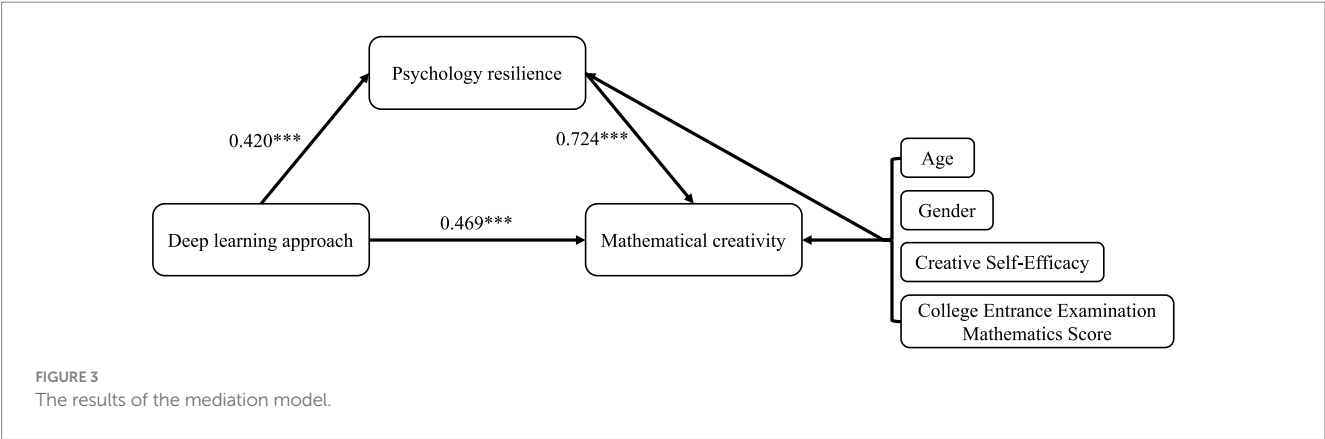 Psychology resilience
0.420***
0.724***
Age
Gender
0.469***
Deep learning approach
Mathematical creativity
Creative Self-Efficacy
College Entrance Examination
Mathematics Score
FIGURE 3
The results of the mediation model.